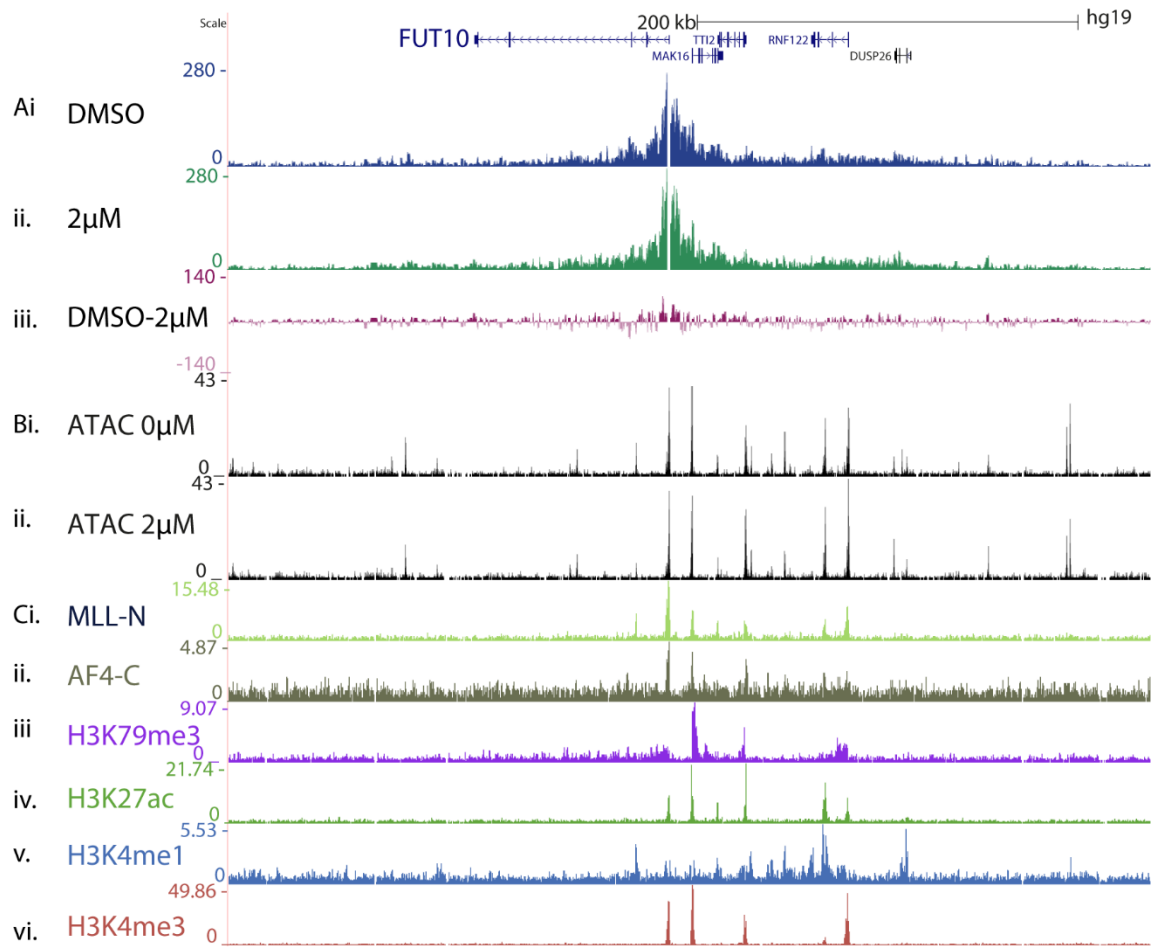 Scale 200 kb hg19
FUT10 TTI2 RNF122
MAK16 DUSP26
280 -
Ai DMSO
0
280 -
ii. 2µM
0
140 -
iii. DMSO-2µM
-140 _
43 -
Bi. ATAC 0µM
0 _
43 -
ii. ATAC 2µM
0 _
15.48 -
Ci. MLL-N
0
4.87 -
ii. AF4-C
0
9.07 -
iii H3K79me3
0 _
21.74 -
iv. H3K27ac
0
5.53 -
v. H3K4me1
0
49.86 -
vi. H3K4me3
0